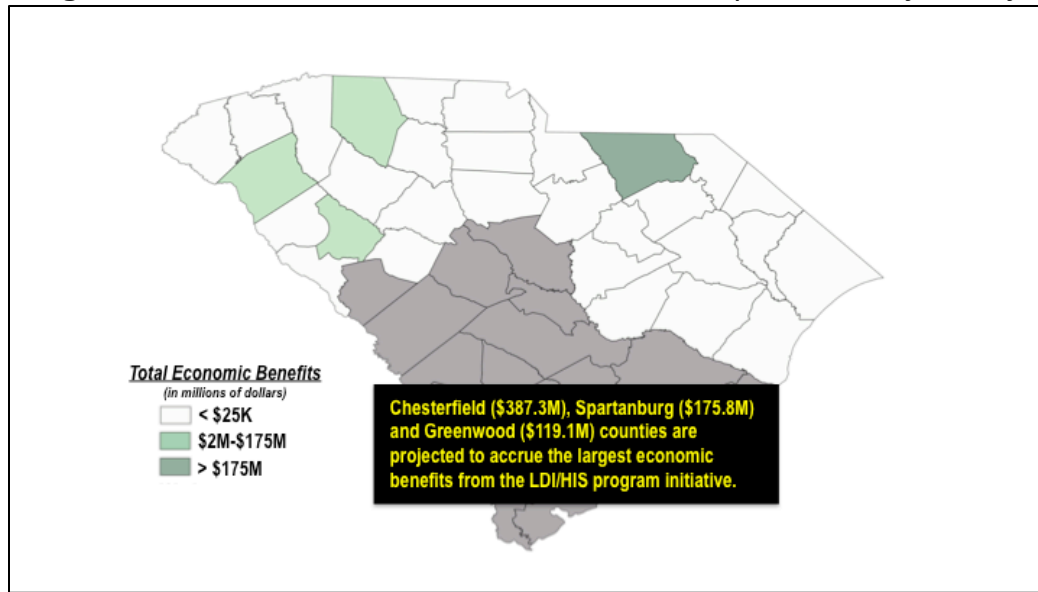 Total Economic Benefits
(in millions of dollars)
< $25K
$2M-$175M
> $175M
Chesterfield ($387.3M), Spartanburg ($175.8M)
and Greenwood ($119.1M) counties are
projected to accrue the largest economic
benefits from the LDI/HIS program initiative.